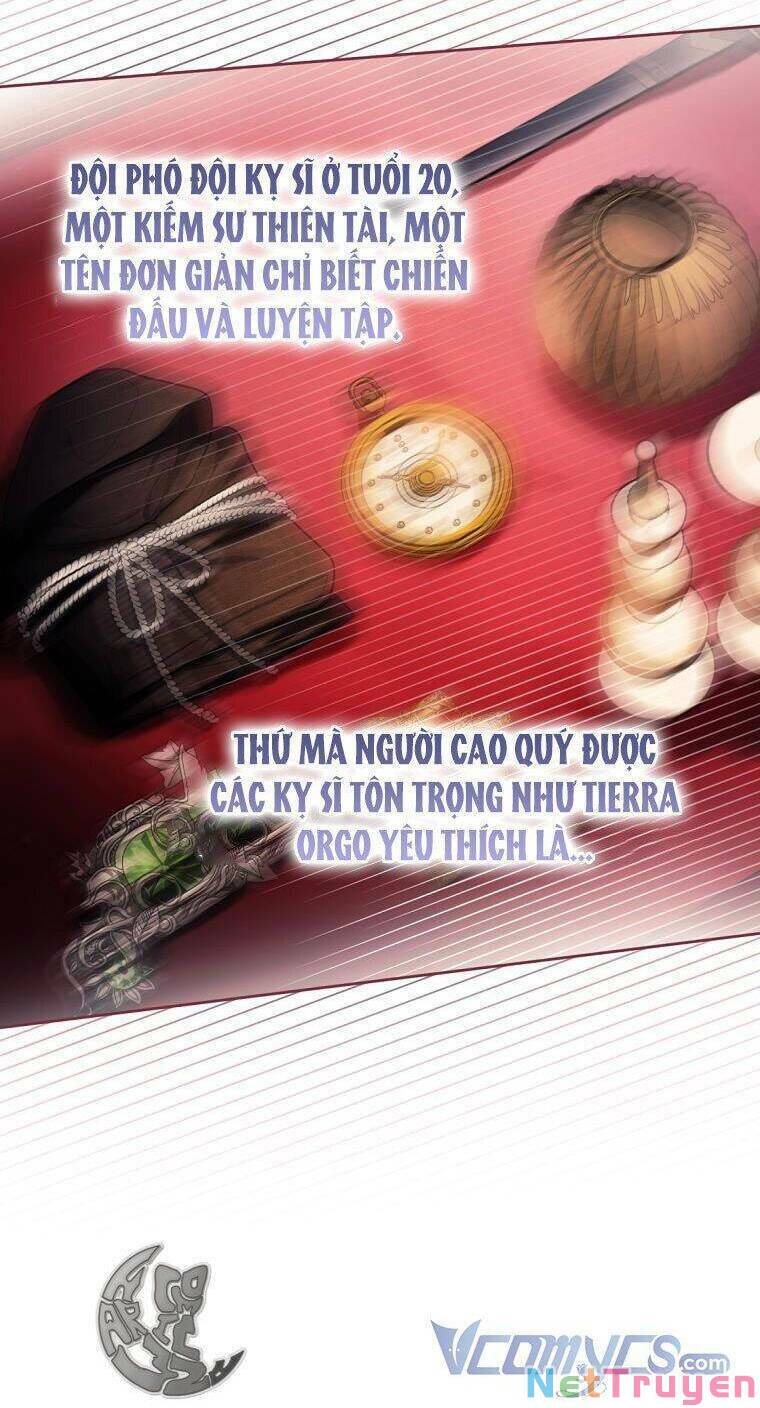 ĐỘI PHÓ ĐỘI KỴ SĨ Ở TUỔI 20,
MỘT KIẾM SƯ THIÊN TÀI, MỘT
TÊN ĐƠN GIẢN CHỈ BIẾT CHIẾN
ĐẤU VÀ LUYỆN TẬP.
THỨ MÀ NGƯỜI CAO QUÝ ĐƯỢC
CÁC KỴ SĨ TÔN TRỌNG NHƯ TIERRA
ORGO YÊU THÍCH LÀ...
VCOMYCS.com
NetTruyen